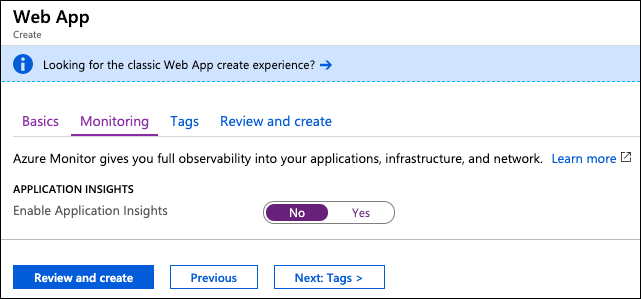 Web App
Create
Looking for the classic Web App create experience? →
Basics Monitoring Tags Review and create
Azure Monitor gives you full observability into your applications, infrastructure, and network. Learn more
APPLICATION INSIGHTS
Enable Application Insights No Yes
Review and create Previous Next: Tags >